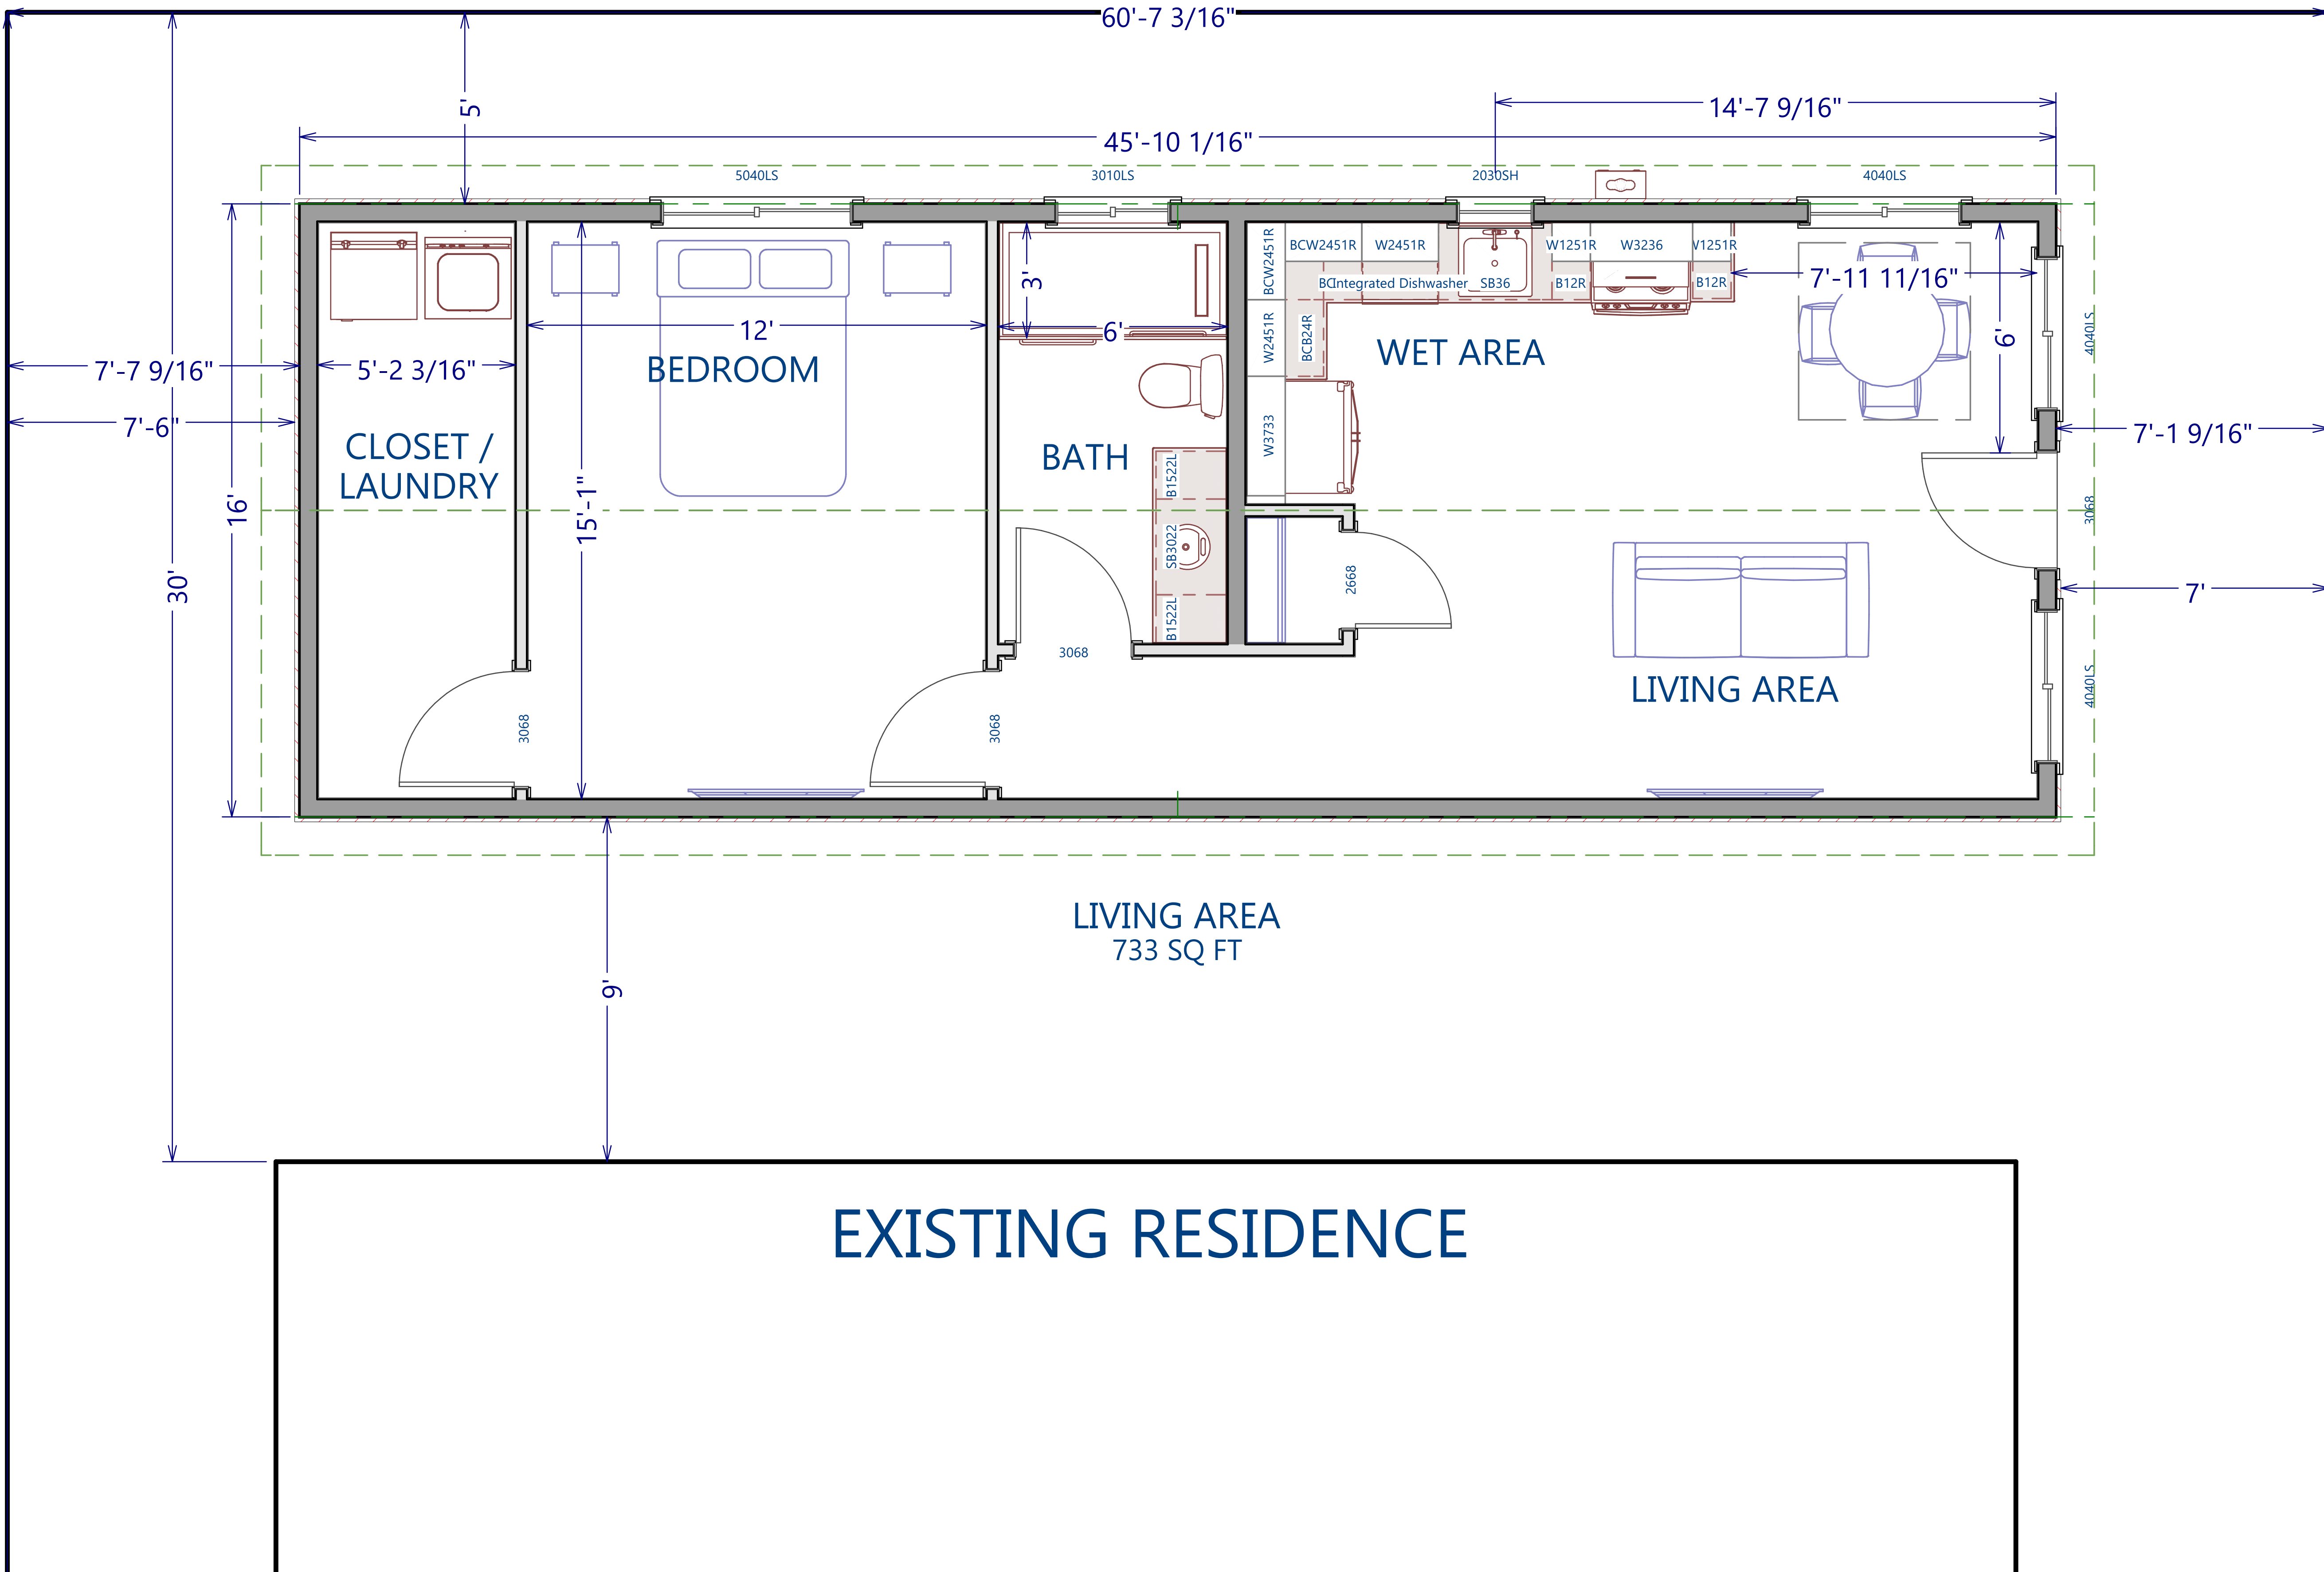 60'-7 3/16"
5'
14'-7 9/16"
45'-10 1/16"
5040LS
3010LS
2030SH
4040LS
BCW2451R
BCW2451R
W2451R
W1251R
W3236
W1251R
3'
Integrated Dishwasher
SB36
B12R
B12R
7'-11 11/16"
12'
6'
W2451R
BCB24R
6'
4040LS
WET AREA
7'-7 9/16"
5'-2 3/16"
BEDROOM
7'-6"
W3733
7'-1 9/16"
CLOSET /
LAUNDRY
BATH
B1522L
16'
15'-1"
3068
SB3022
2668
30'
7'
B1522L
3068
LIVING AREA
4040LS
3068
3068
LIVING AREA
733 SQ FT
9'
EXISTING RESIDENCE